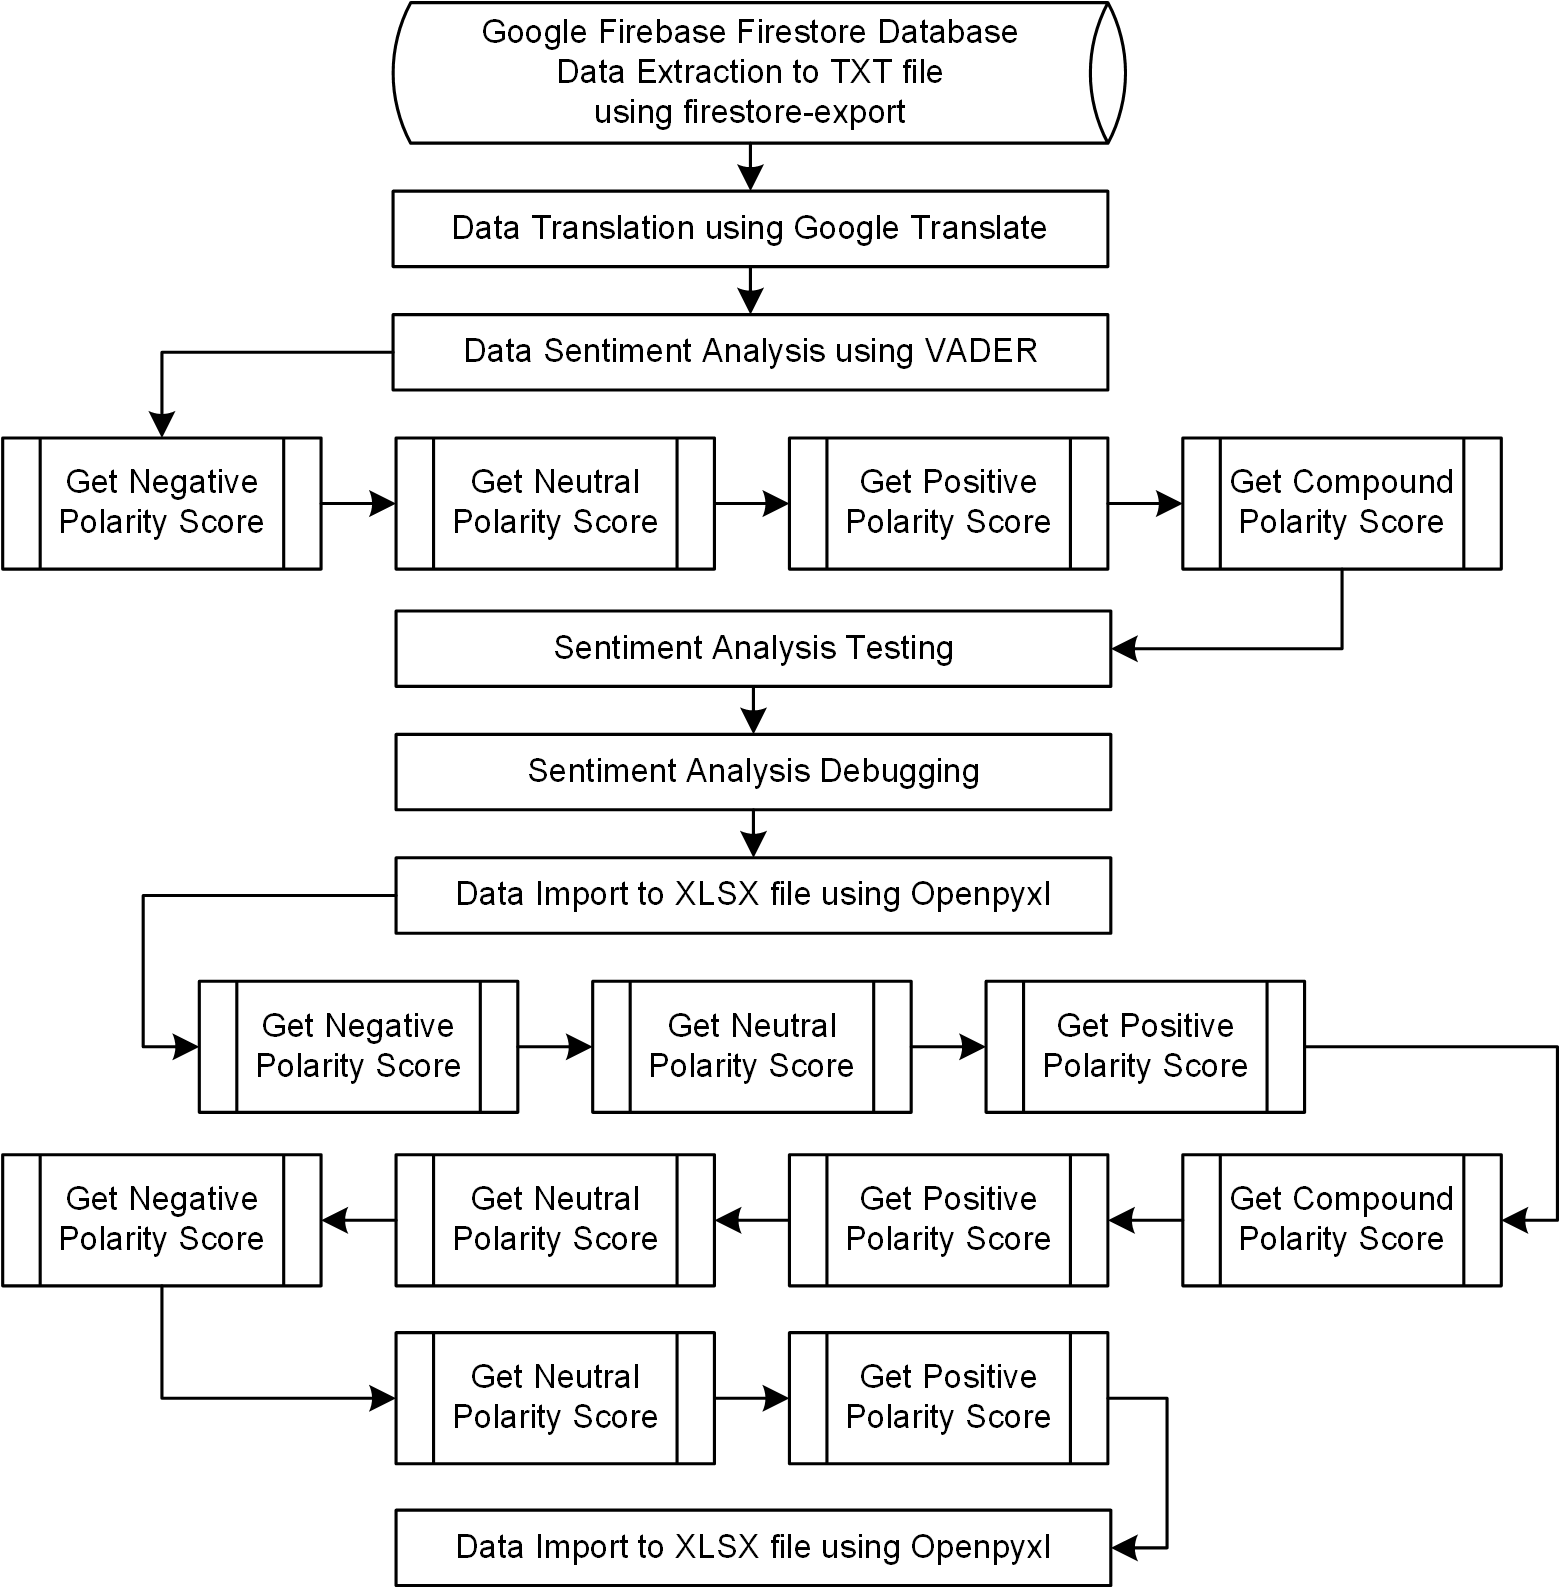 Google Firebase Firestore Database
Data Extraction to TXT file
using firestore-export
Data Translation using Google Translate
Data Sentiment Analysis using VADER
Get Negative
Polarity Score
Get Neutral
Polarity Score
Get Positive
Polarity Score
Get Compound
Polarity Score
Sentiment Analysis Testing
Sentiment Analysis Debugging
Data Import to XLSX file using Openpyxl
Get Negative
Polarity Score
Get Neutral
Polarity Score
Get Positive
Polarity Score
Get Negative
Polarity Score
Get Neutral
Polarity Score
Get Positive
Polarity Score
Get Compound
Polarity Score
Get Neutral
Polarity Score
Get Positive
Polarity Score
Data Import to XLSX file using Openpyxl